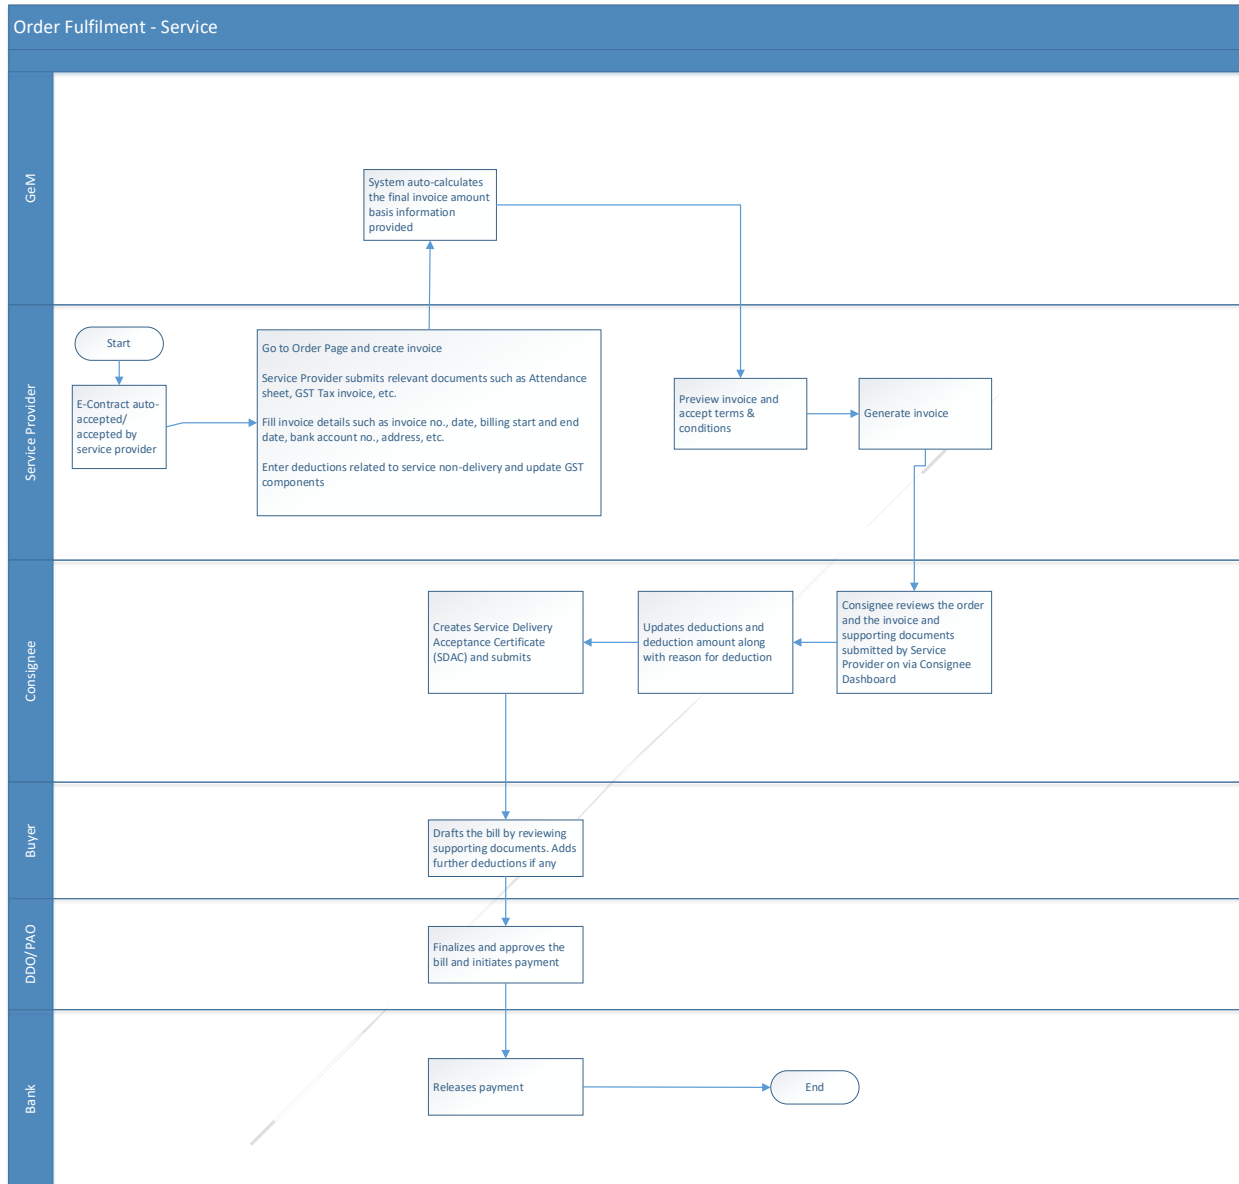 Order Fulfilment - Service
GeM
System auto-calculates
the final invoice amount
basis information
provided
Service Provider
Start
E-Contract auto-
accepted/
accepted by
service provider
Go to Order Page and create invoice
Service Provider submits relevant documents such as Attendance
sheet, GST Tax invoice, etc.
Fill invoice details such as invoice no., date, billing start and end
date, bank account no., address, etc.
Enter deductions related to service non-delivery and update GST
components
Preview invoice and
accept terms &
conditions
Generate invoice
Consignee
Creates Service Delivery
Acceptance Certificate
(SDAC) and submits
Updates deductions and
deduction amount along
with reason for deduction
Consignee reviews the order
and the invoice and
supporting documents
submitted by Service
Provider on via Consignee
Dashboard
Buyer
Drafts the bill by reviewing
supporting documents. Adds
further deductions if any
DDO/PAO
Finalizes and approves the
bill and initiates payment
Bank
Releases payment
End